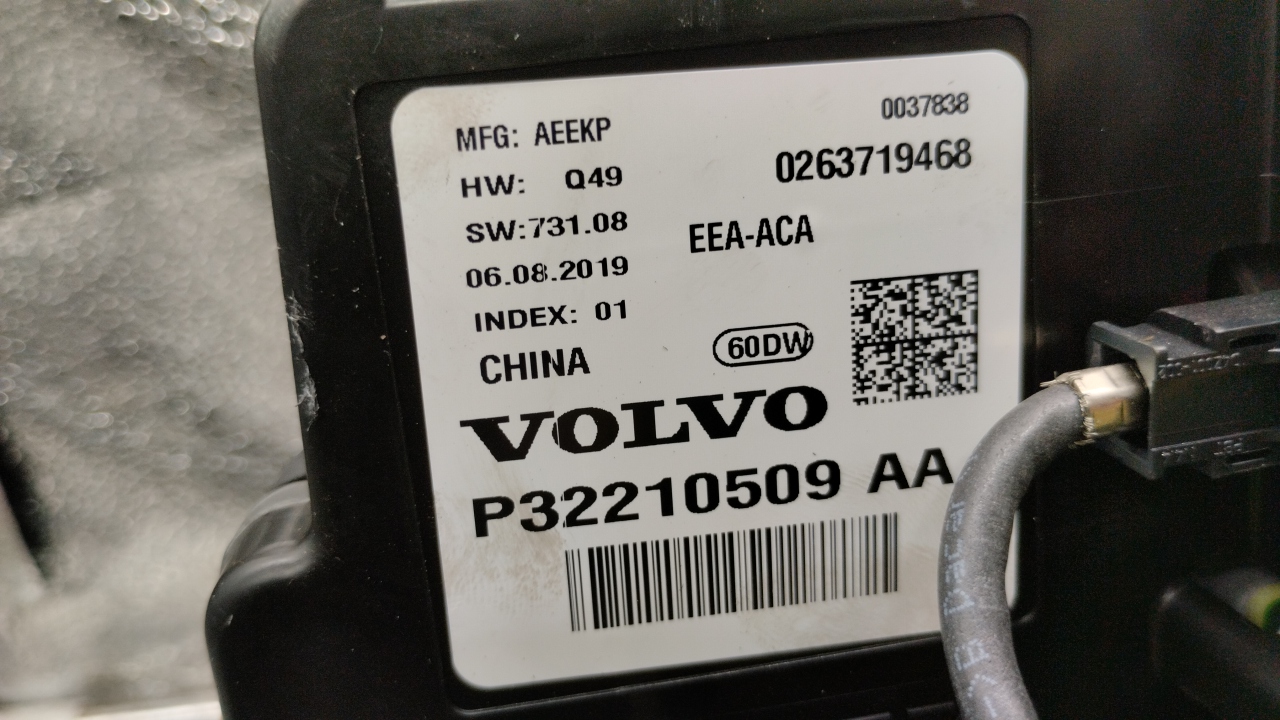 MFG: AEEKP
0037838
HW: Q49
0263719468
SW:731.08
EEA-ACA
06.08.2019
INDEX: 01
CHINA
60DW
VOLVO
P32210509 AA